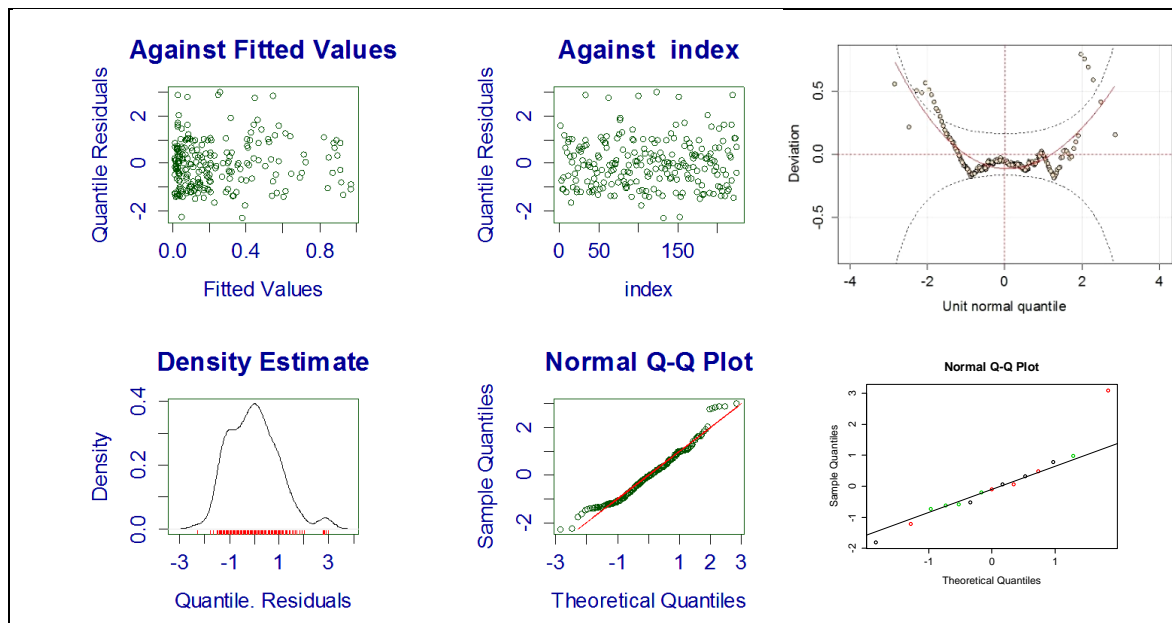 Against Fitted Values
Quantile Residuals
2
0
-2
0.0 0.4 0.8
Fitted Values
Against index
Quantile Residuals
2
0
-2
0 50 150
index
Deviation
0.5
0.0
-0.5
-4 -2 0 2 4
Unit normal quantile
Density Estimate
Density
0.4
0.2
0.0
-3 -1 1 3
Quantile. Residuals
Normal Q-Q Plot
Sample Quantiles
2
0
-2
-3 -1 0 1 2 3
Theoretical Quantiles
Normal Q-Q Plot
Sample Quantiles
3
2
1
0
-1
-2
-1 0 1
Theoretical Quantiles